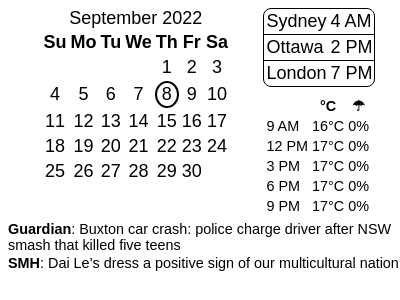 September 2022
Su Mo Tu We Th Fr Sa
1 2 3
4 5 6 7 8 9 10
11 12 13 14 15 16 17
18 19 20 21 22 23 24
25 26 27 28 29 30
Sydney 4 AM
Ottawa 2 PM
London 7 PM
°C ☂
9 AM 16°C 0%
12 PM 17°C 0%
3 PM 17°C 0%
6 PM 17°C 0%
9 PM 17°C 0%
Guardian: Buxton car crash: police charge driver after NSW
smash that killed five teens
SMH: Dai Le’s dress a positive sign of our multicultural nation